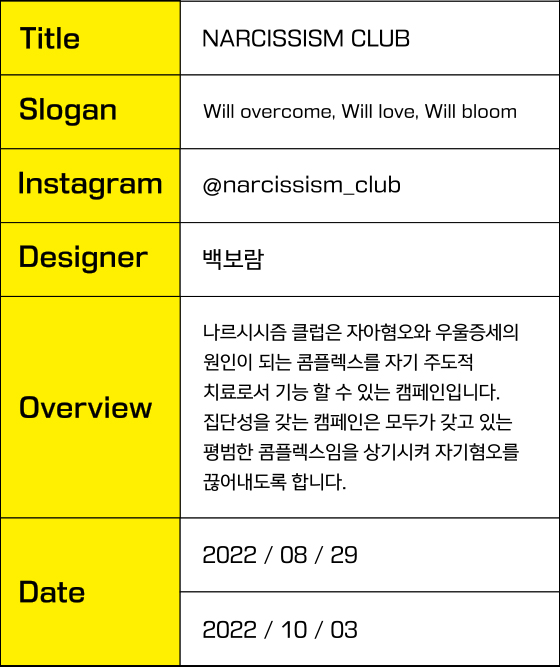 Title
NARCISSISM CLUB
Slogan
Will overcome, Will love, Will bloom
Instagram
@narcissism_club
Designer
백보람
Overview
나르시시즘 클럽은 자아혐오와 우울증세의
원인이 되는 콤플렉스를 자기 주도적
치료로서 기능 할 수 있는 캠페인입니다.
집단성을 갖는 캠페인은 모두가 갖고 있는
평범한 콤플렉스임을 상기시켜 자기혐오를
끊어내도록 합니다.
Date
2022 / 08 / 29
2022 / 10 / 03